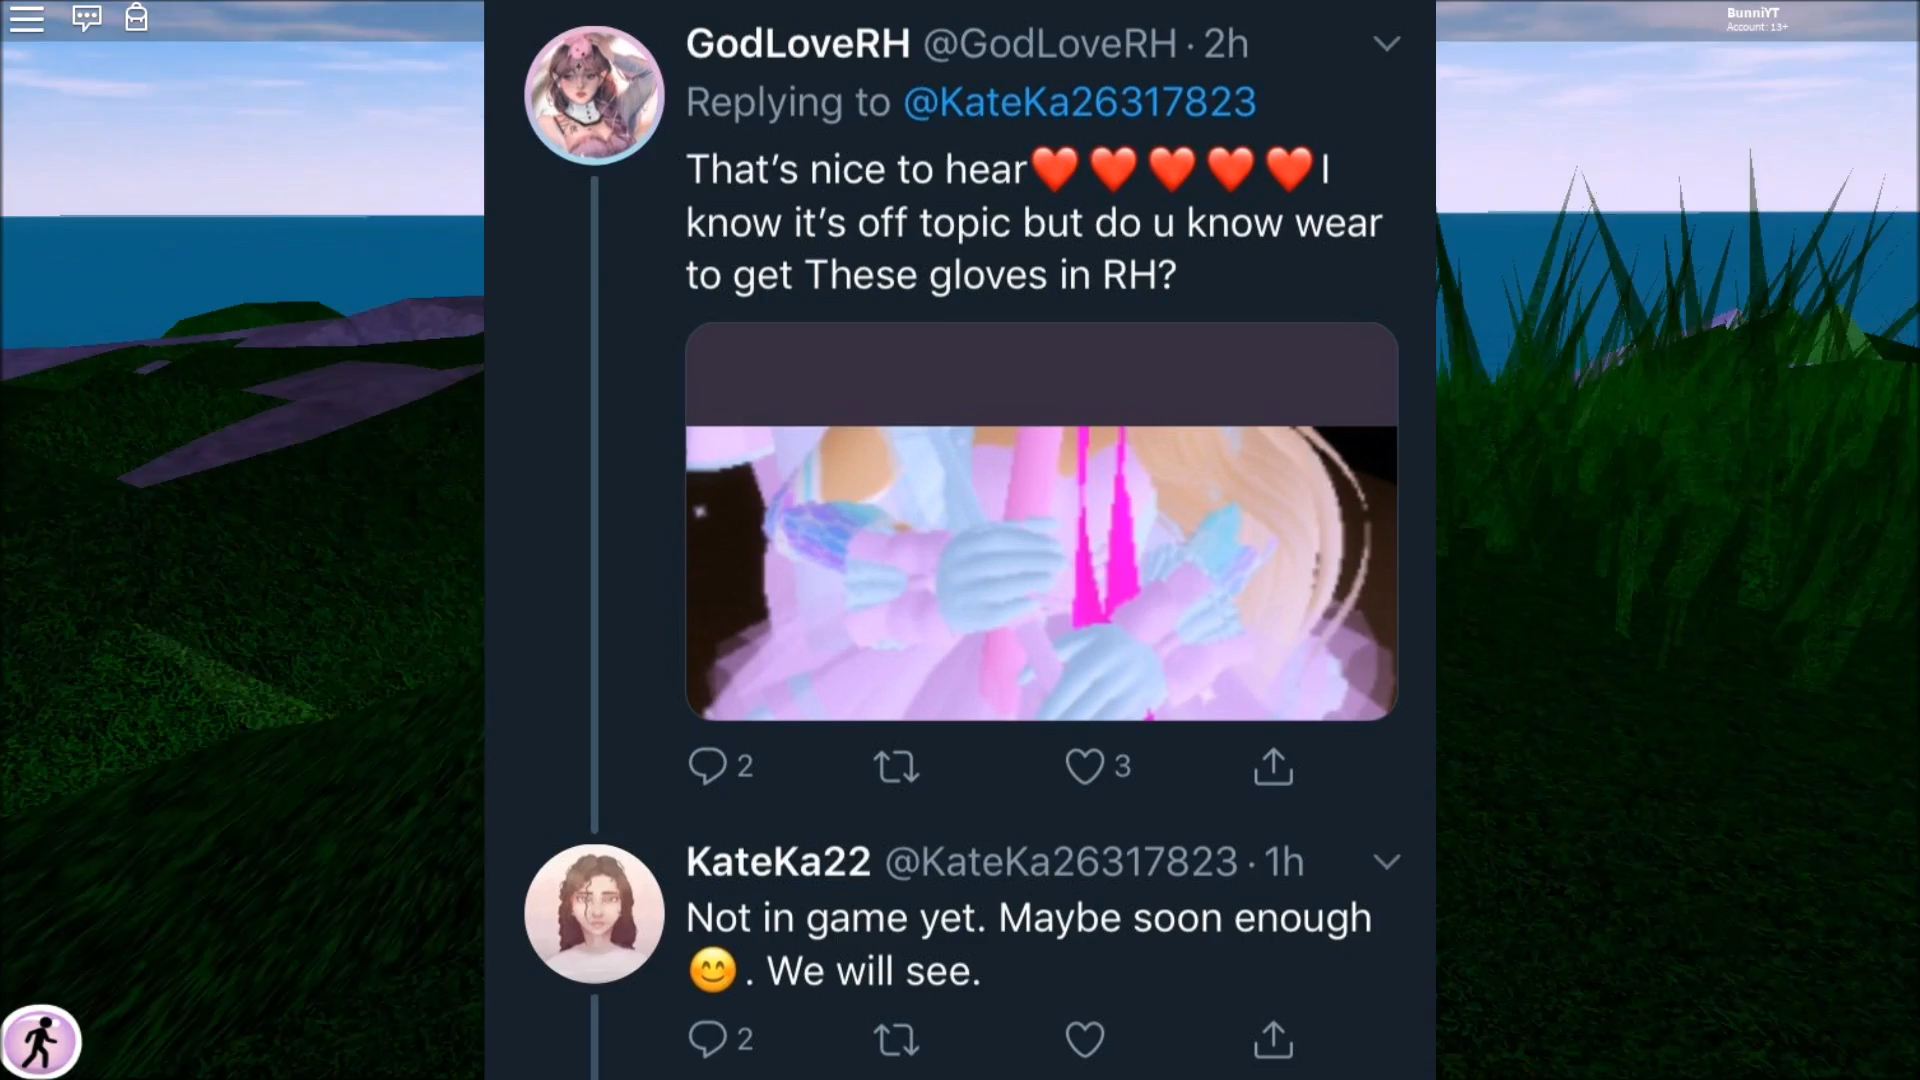 BunniYT
Account: 13+
GodLoveRH @GodLoveRH · 2h
Replying to @KateKa26317823
That’s nice to hear❤️❤️❤️❤️❤️I
know it’s off topic but do u know wear
to get These gloves in RH?
2 3
KateKa22 @KateKa26317823 · 1h
Not in game yet. Maybe soon enough
😊. We will see.
2